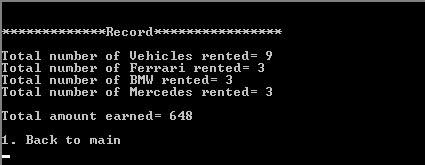 *************Record****************
Total number of Vehicles rented= 9
Total number of Ferrari rented= 3
Total number of BMW rented= 3
Total number of Mercedes rented= 3
Total amount earned= 648
1. Back to main